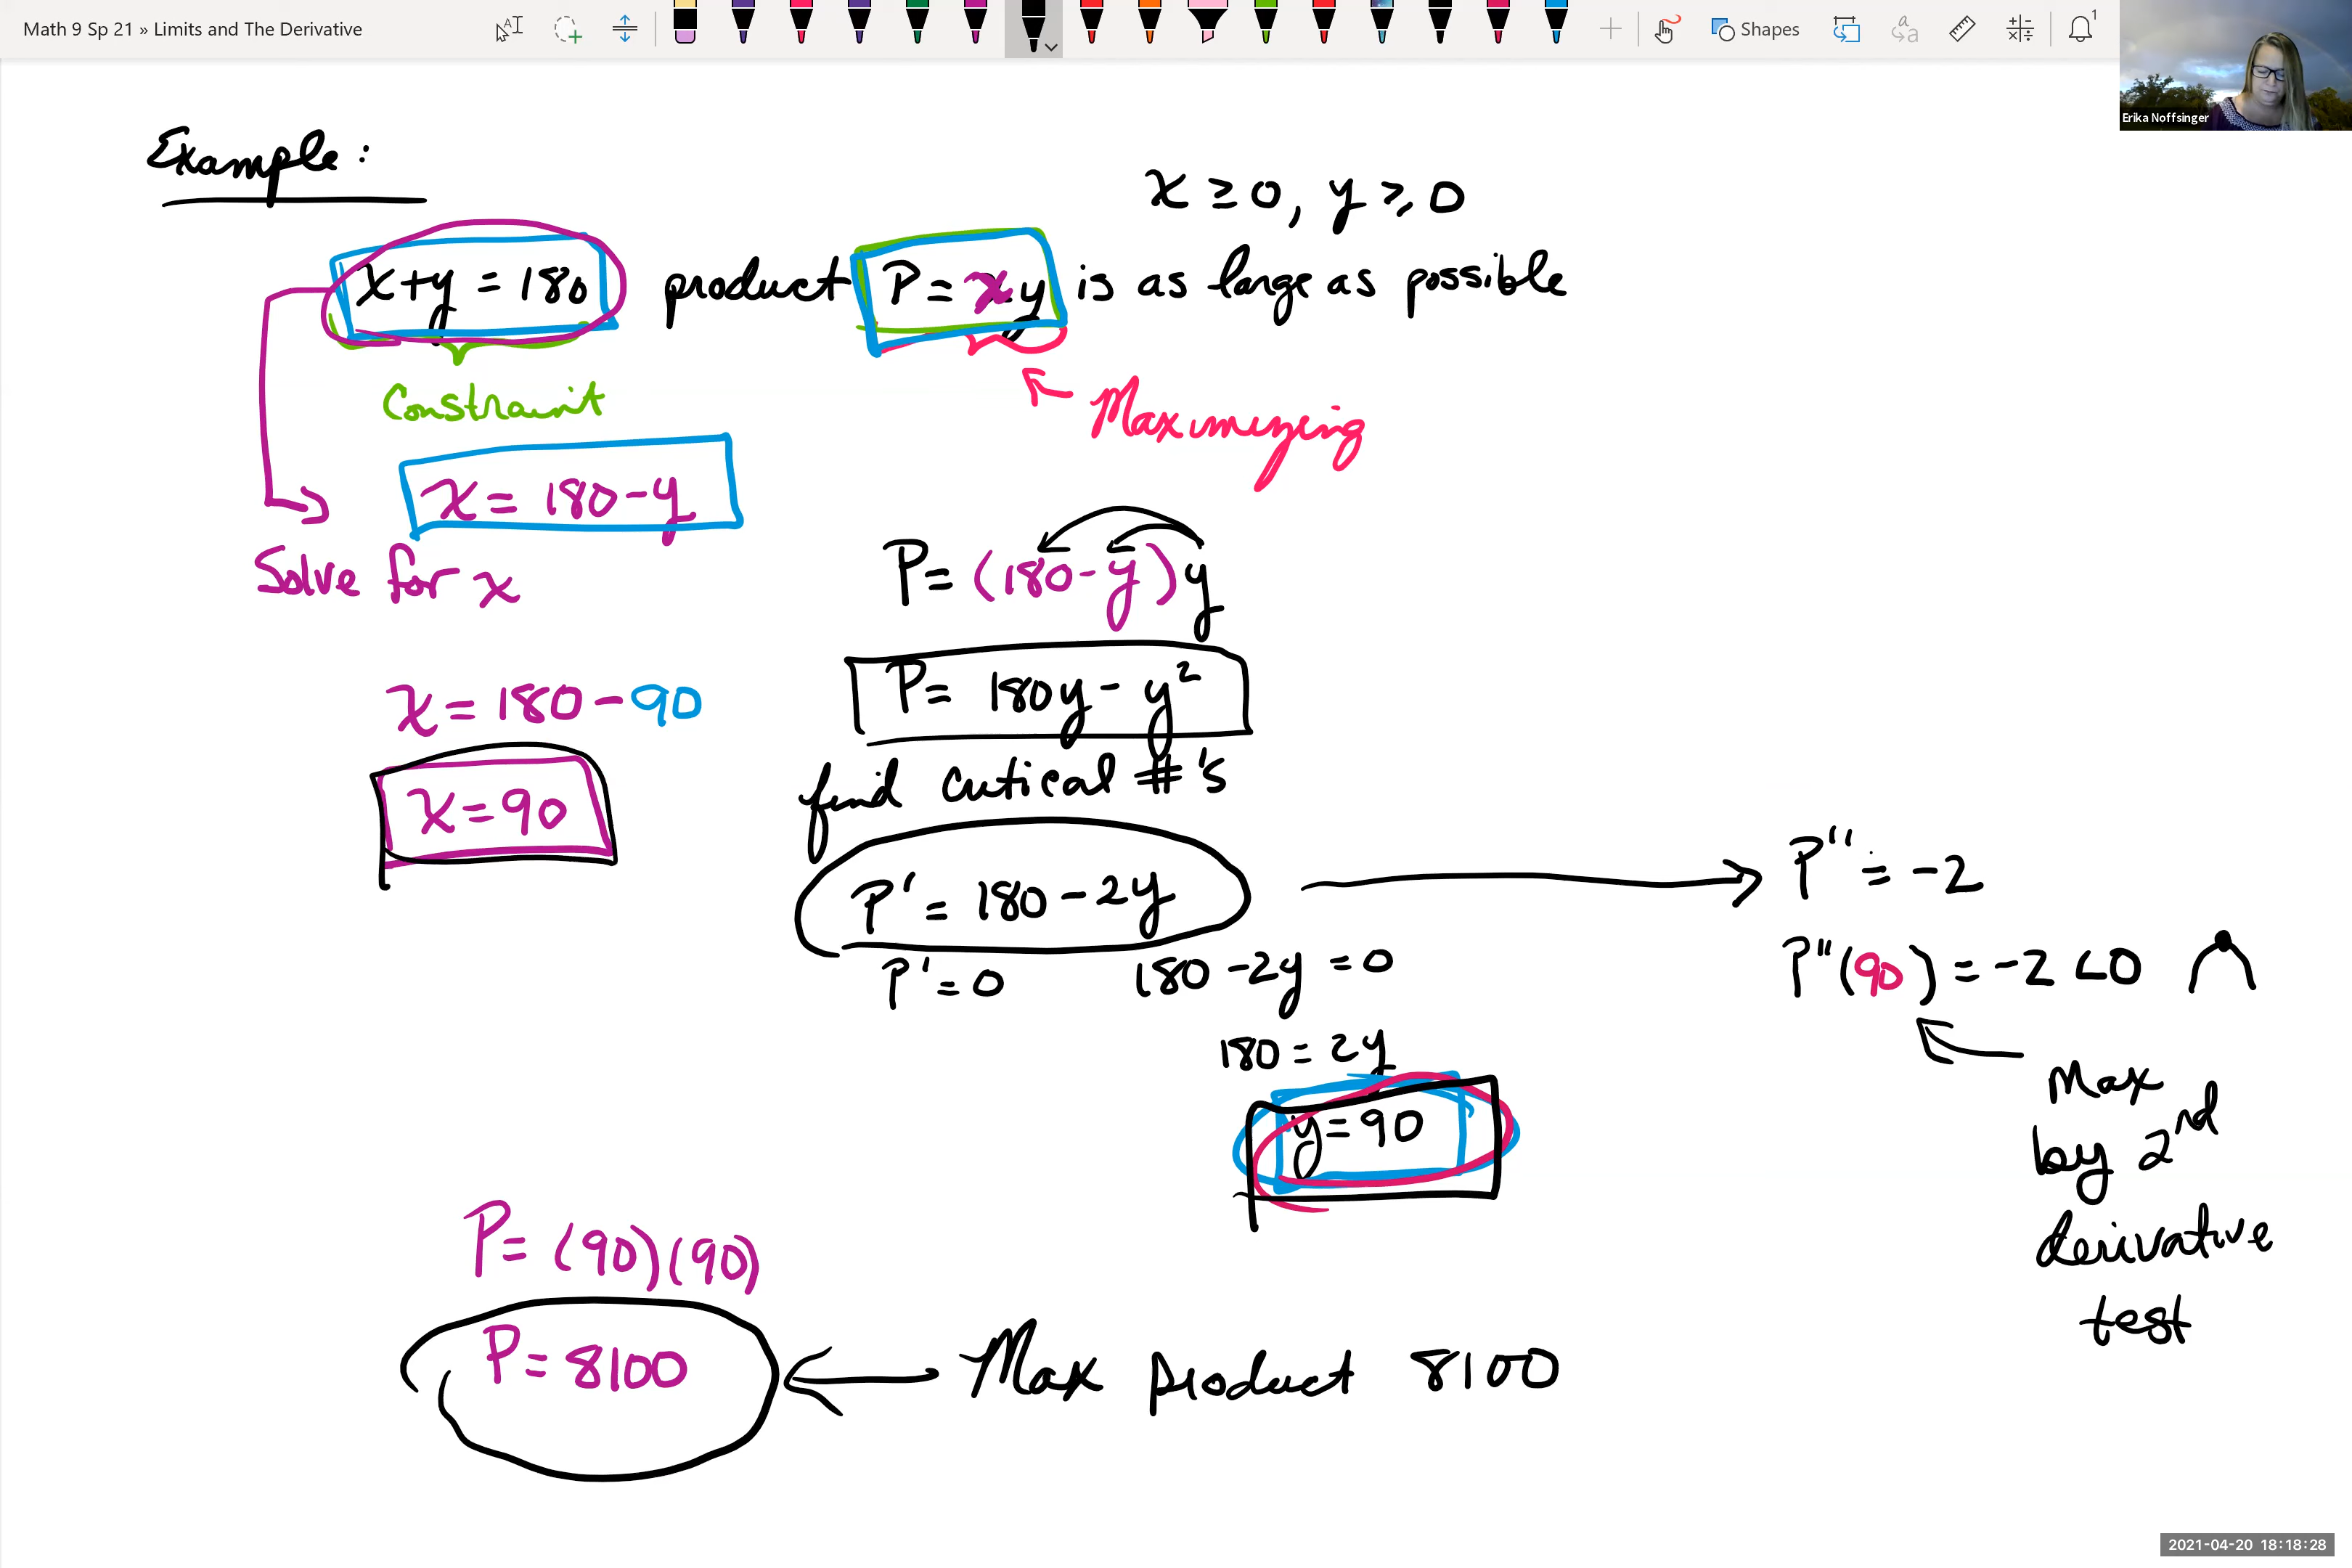 Math 9 Sp 21 » Limits and The Derivative
Shapes
1
Erika Noffsinger
Example:
x ≥ 0, y ≥ 0
x+y = 180 product P = xy is as large as possible
Constraint
Maximizing
x = 180-y
Solve for x
P= (180-y)y
P= 180y - y²
x = 180-90
find critical #'s
x=90
P' = 180-2y
P'' = -2
P'=0 180-2y=0
P''(90) = -2 <0
180 = 2y
y=90
Max
by 2nd
derivative
test
P= (90)(90)
P= 8100
Max product 8100
2021-04-20 18:18:28